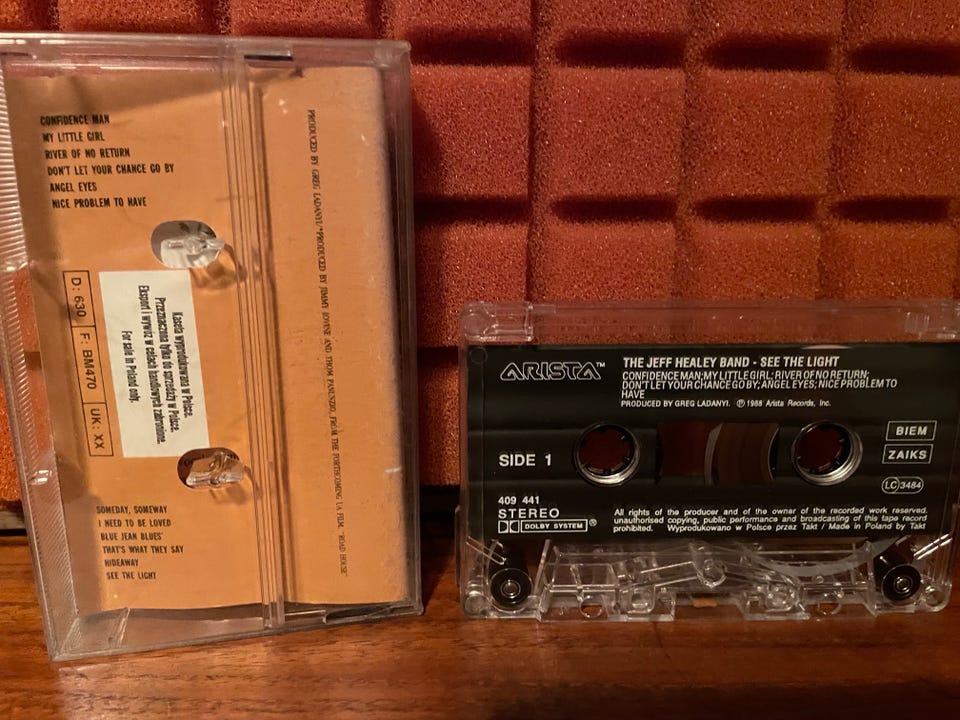 CONFIDENCE MAN
MY LITTLE GIRL
RIVER OF NO RETURN
DON'T LET YOUR CHANCE GO BY
ANGEL EYES
NICE PROBLEM TO HAVE
D: 630 F: BM470 UK: XX
Kaseta wyprodukowana w Polsce.
Przeznaczona tylko do sprzedaży w Polsce.
Eksport i wywóz w celach handlowych zabronione.
For sale in Poland only.
SOMEDAY, SOMEWAY
I NEED TO BE LOVED
BLUE JEAN BLUES*
THAT'S WHAT THEY SAY
HIDEAWAY
SEE THE LIGHT
PRODUCED BY GREG LADANYI. *PRODUCED BY JIMMY IOVINE AND THOM PANUNZIO, FROM THE FORTHCOMING UA FILM, "ROAD HOUSE"
ARISTA™
THE JEFF HEALEY BAND - SEE THE LIGHT
CONFIDENCE MAN; MY LITTLE GIRL; RIVER OF NO RETURN;
DON'T LET YOUR CHANCE GO BY; ANGEL EYES; NICE PROBLEM TO
HAVE
PRODUCED BY GREG LADANYI. ℗ 1988 Arista Records, Inc.
SIDE 1
BIEM
ZAIKS
LC 3484
409 441
STEREO
DOLBY SYSTEM ®
All rights of the producer and of the owner of the recorded work reserved.
unauthorised copying, public performance and broadcasting of this tape record
prohibited. Wyprodukowano w Polsce przez Takt / Made in Poland by Takt